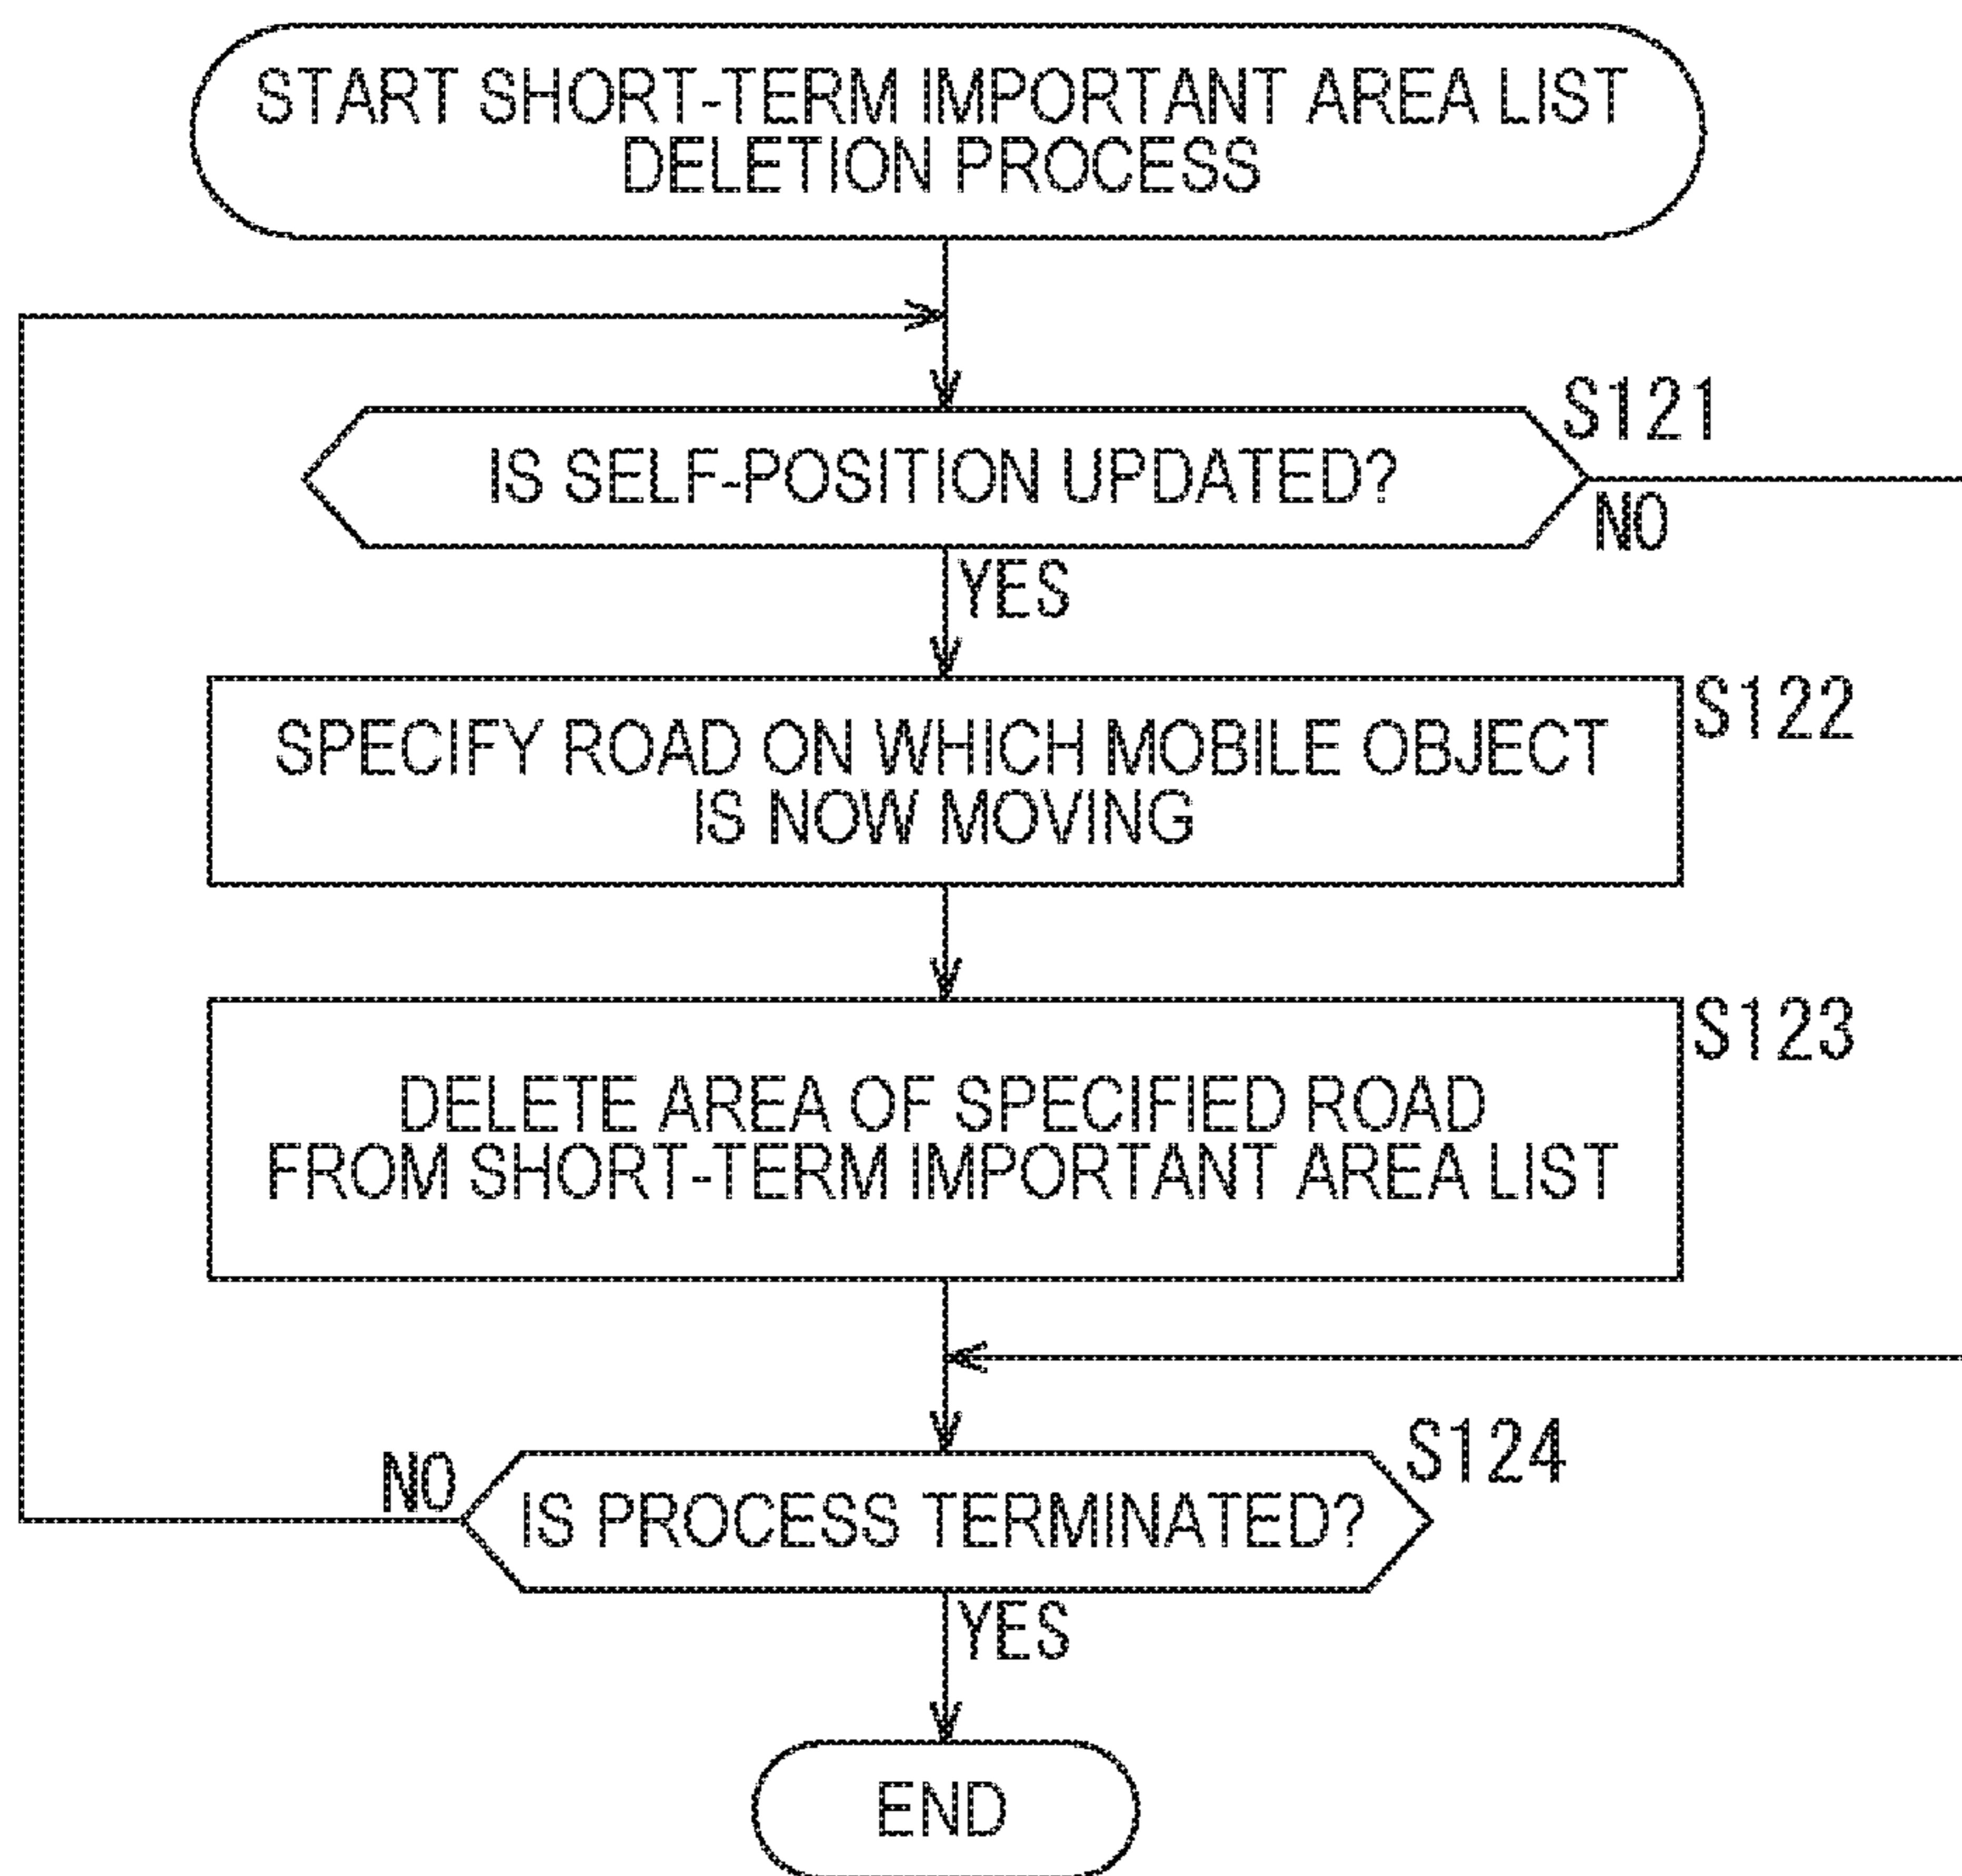 START SHORT-TERM IMPORTANT AREA LIST
DELETION PROCESS
S121
IS SELF-POSITION UPDATED?
NO
YES
S122
SPECIFY ROAD ON WHICH MOBILE OBJECT
IS NOW MOVING
S123
DELETE AREA OF SPECIFIED ROAD
FROM SHORT-TERM IMPORTANT AREA LIST
S124
NO
IS PROCESS TERMINATED?
YES
END